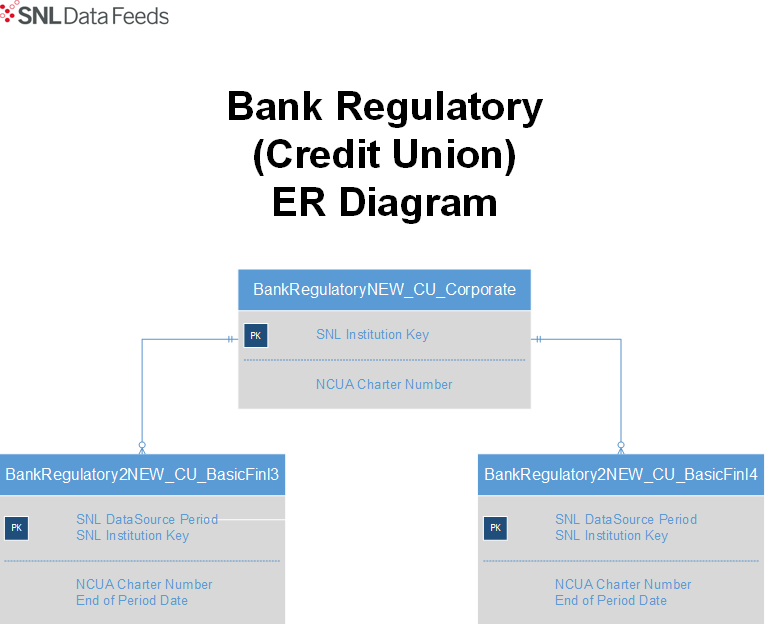 SNL Data Feeds
Bank Regulatory
(Credit Union)
ER Diagram
BankRegulatoryNEW_CU_Corporate
PK
SNL Institution Key
NCUA Charter Number
BankRegulatory2NEW_CU_BasicFinl3
PK
SNL DataSource Period
SNL Institution Key
NCUA Charter Number
End of Period Date
BankRegulatory2NEW_CU_BasicFinl4
PK
SNL DataSource Period
SNL Institution Key
NCUA Charter Number
End of Period Date